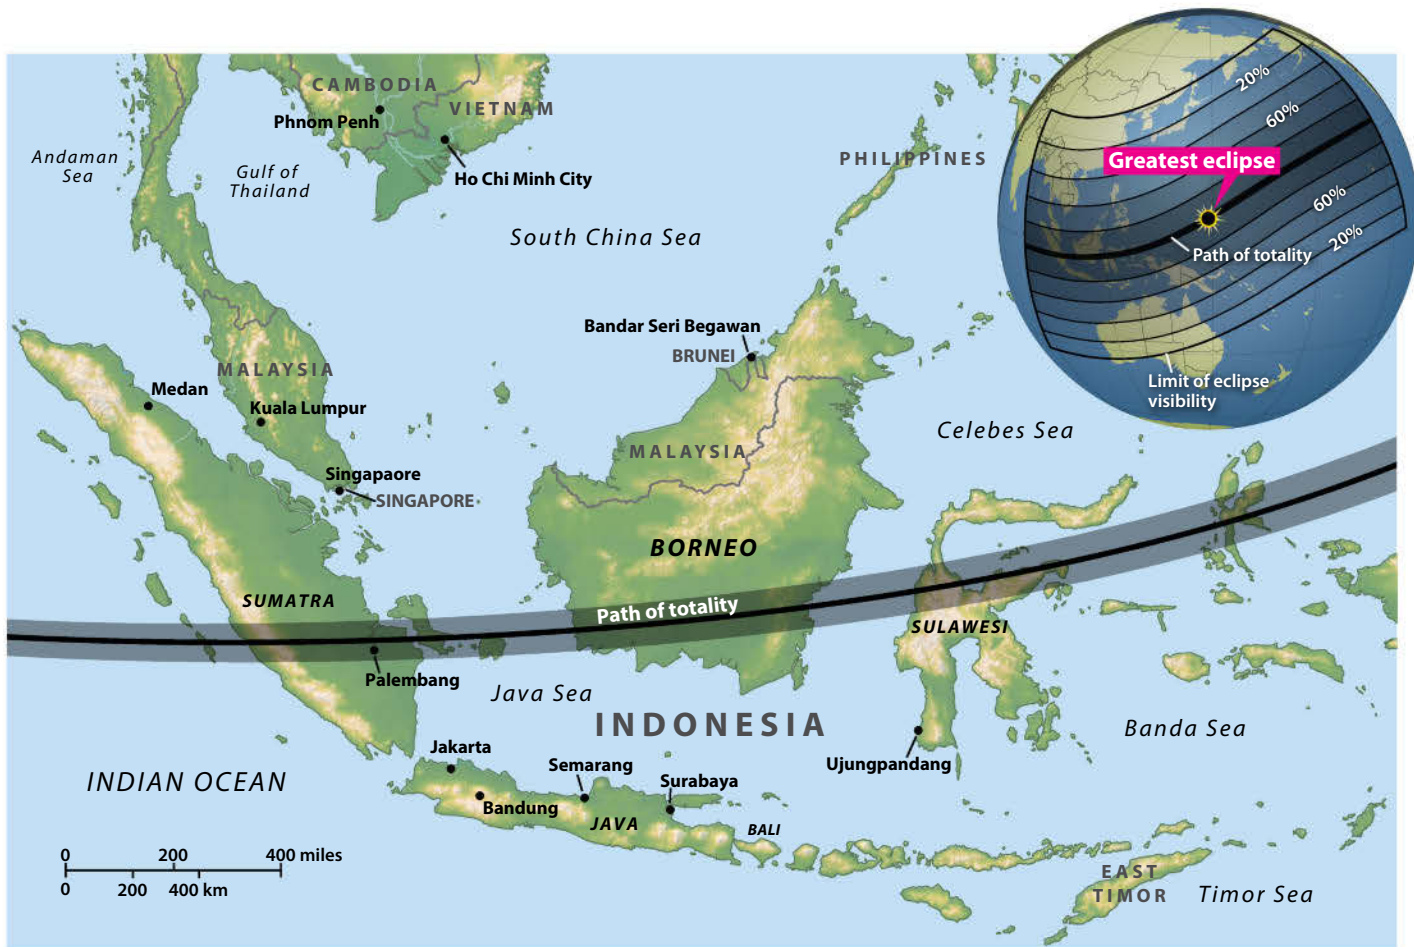 CAMBODIA
VIETNAM
Phnom Penh
Ho Chi Minh City
Andaman
Sea
Gulf of
Thailand
South China Sea
PHILIPPINES
20%
60%
Greatest eclipse
60%
20%
Path of totality
Limit of eclipse
visibility
Bandar Seri Begawan
BRUNEI
MALAYSIA
Medan
Kuala Lumpur
Celebes Sea
MALAYSIA
Singapaore
SINGAPORE
BORNEO
SUMATRA
Path of totality
SULAWESI
Palembang
Java Sea
INDONESIA
Banda Sea
Jakarta
Semarang
Surabaya
Ujungpandang
INDIAN OCEAN
Bandung
JAVA
BALI
0 200 400 miles
0 200 400 km
EAST
TIMOR
Timor Sea